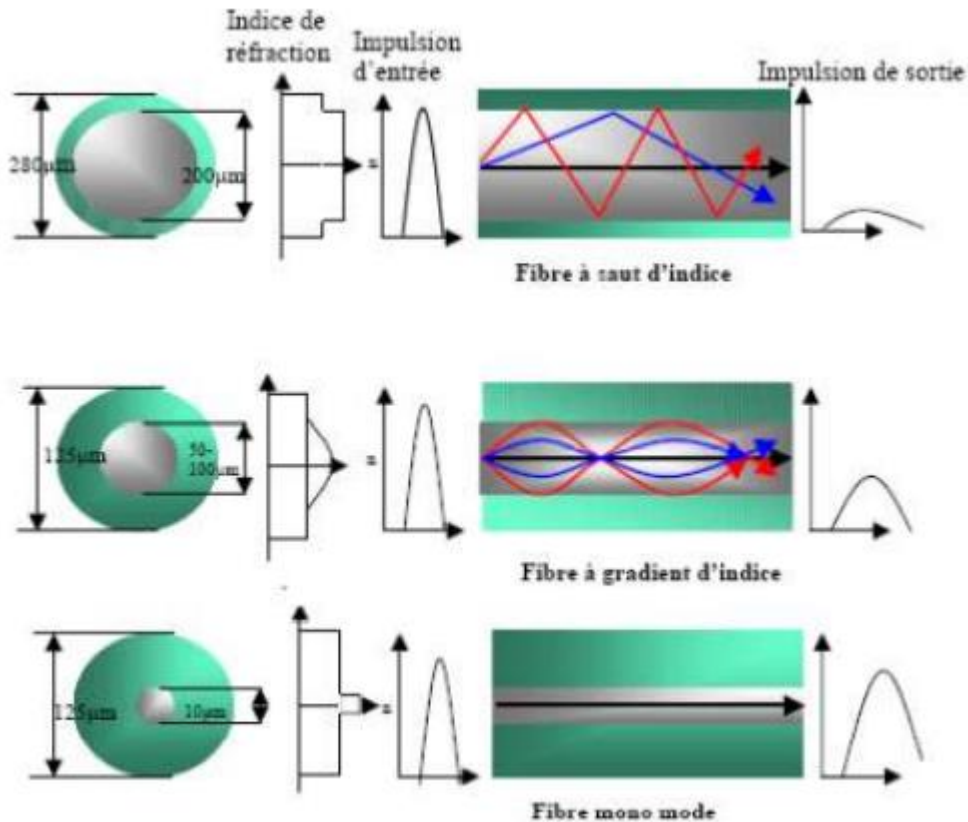 Indice de
réfraction
Impulsion
d'entrée
Impulsion de sortie
280µm
200µm
n
Fibre à saut d'indice
125µm
50-
100µm
n
Fibre à gradient d'indice
125µm
10µm
n
Fibre mono mode